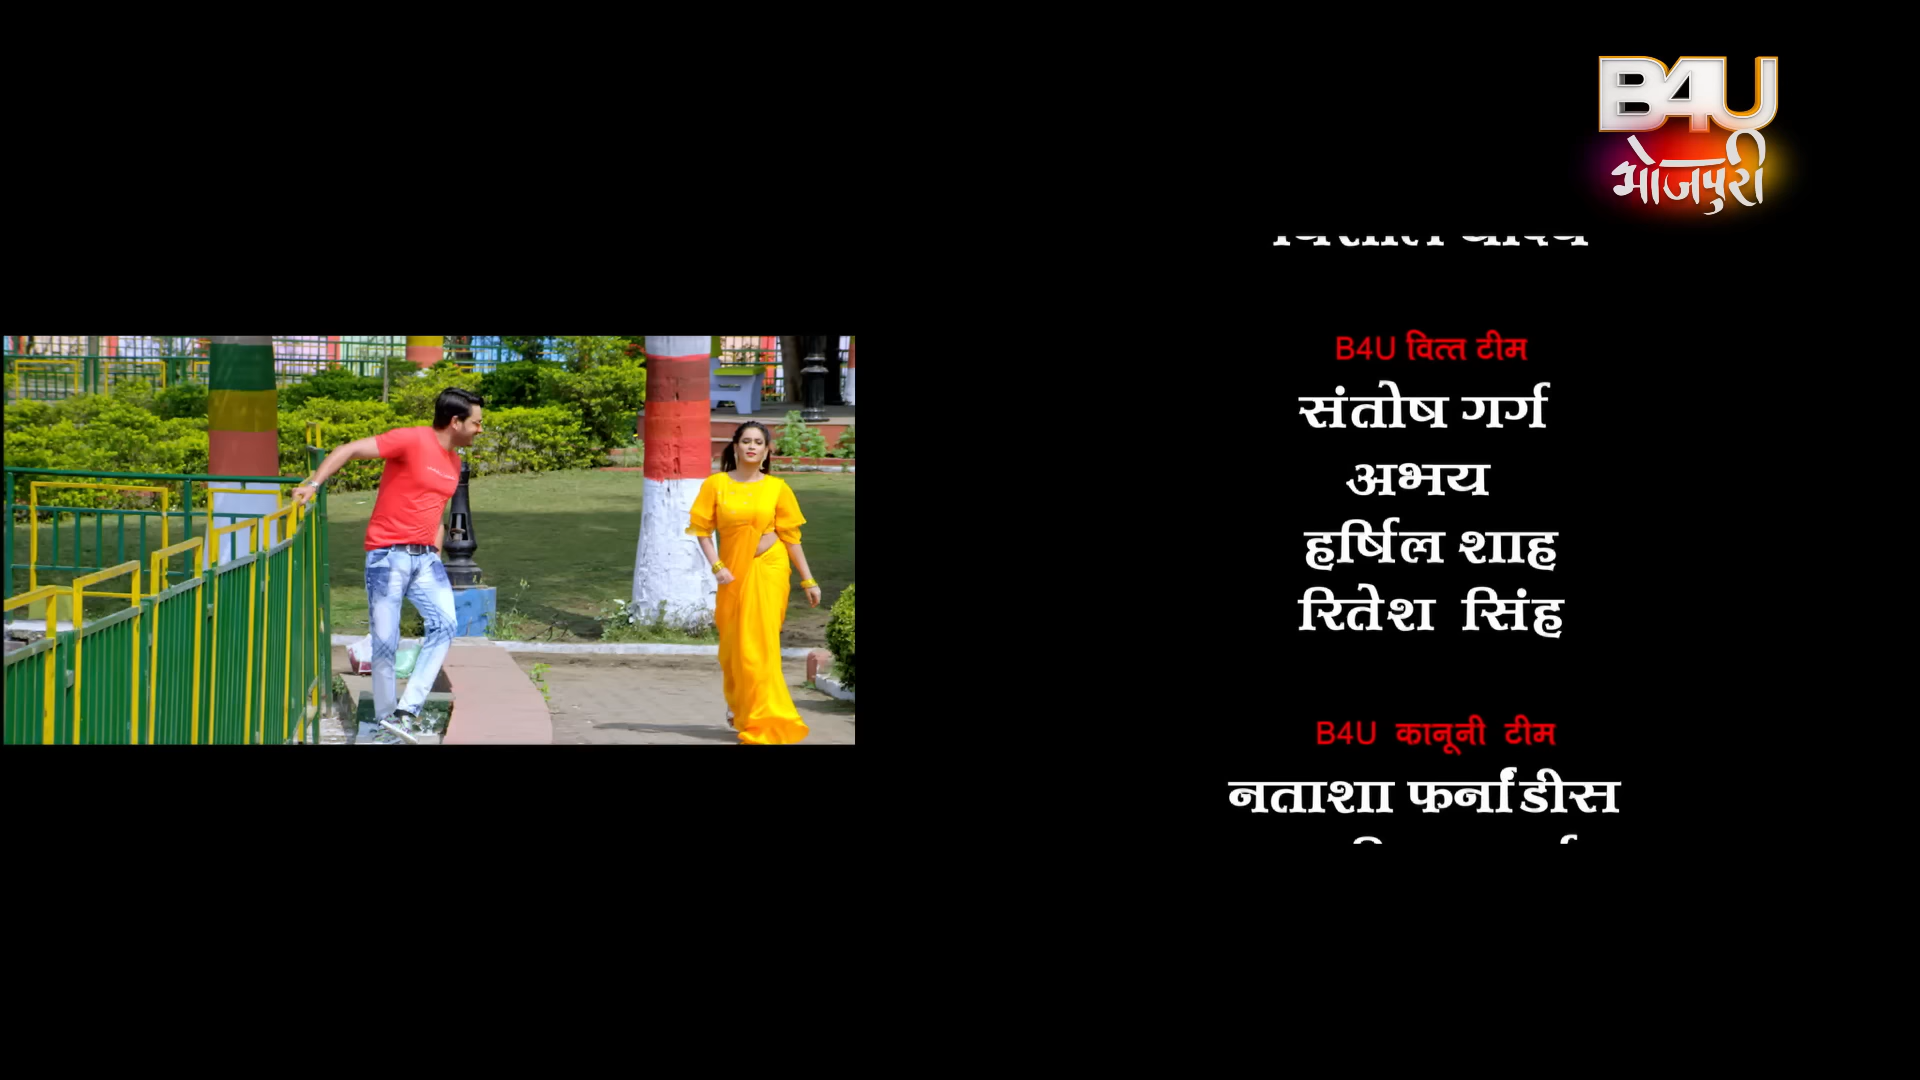 B4U
भोजपुरी
B4U वित्त टीम
संतोष गर्ग
अभय
हर्षिल शाह
रितेश सिंह
B4U कानूनी टीम
नताशा फर्नांडीस